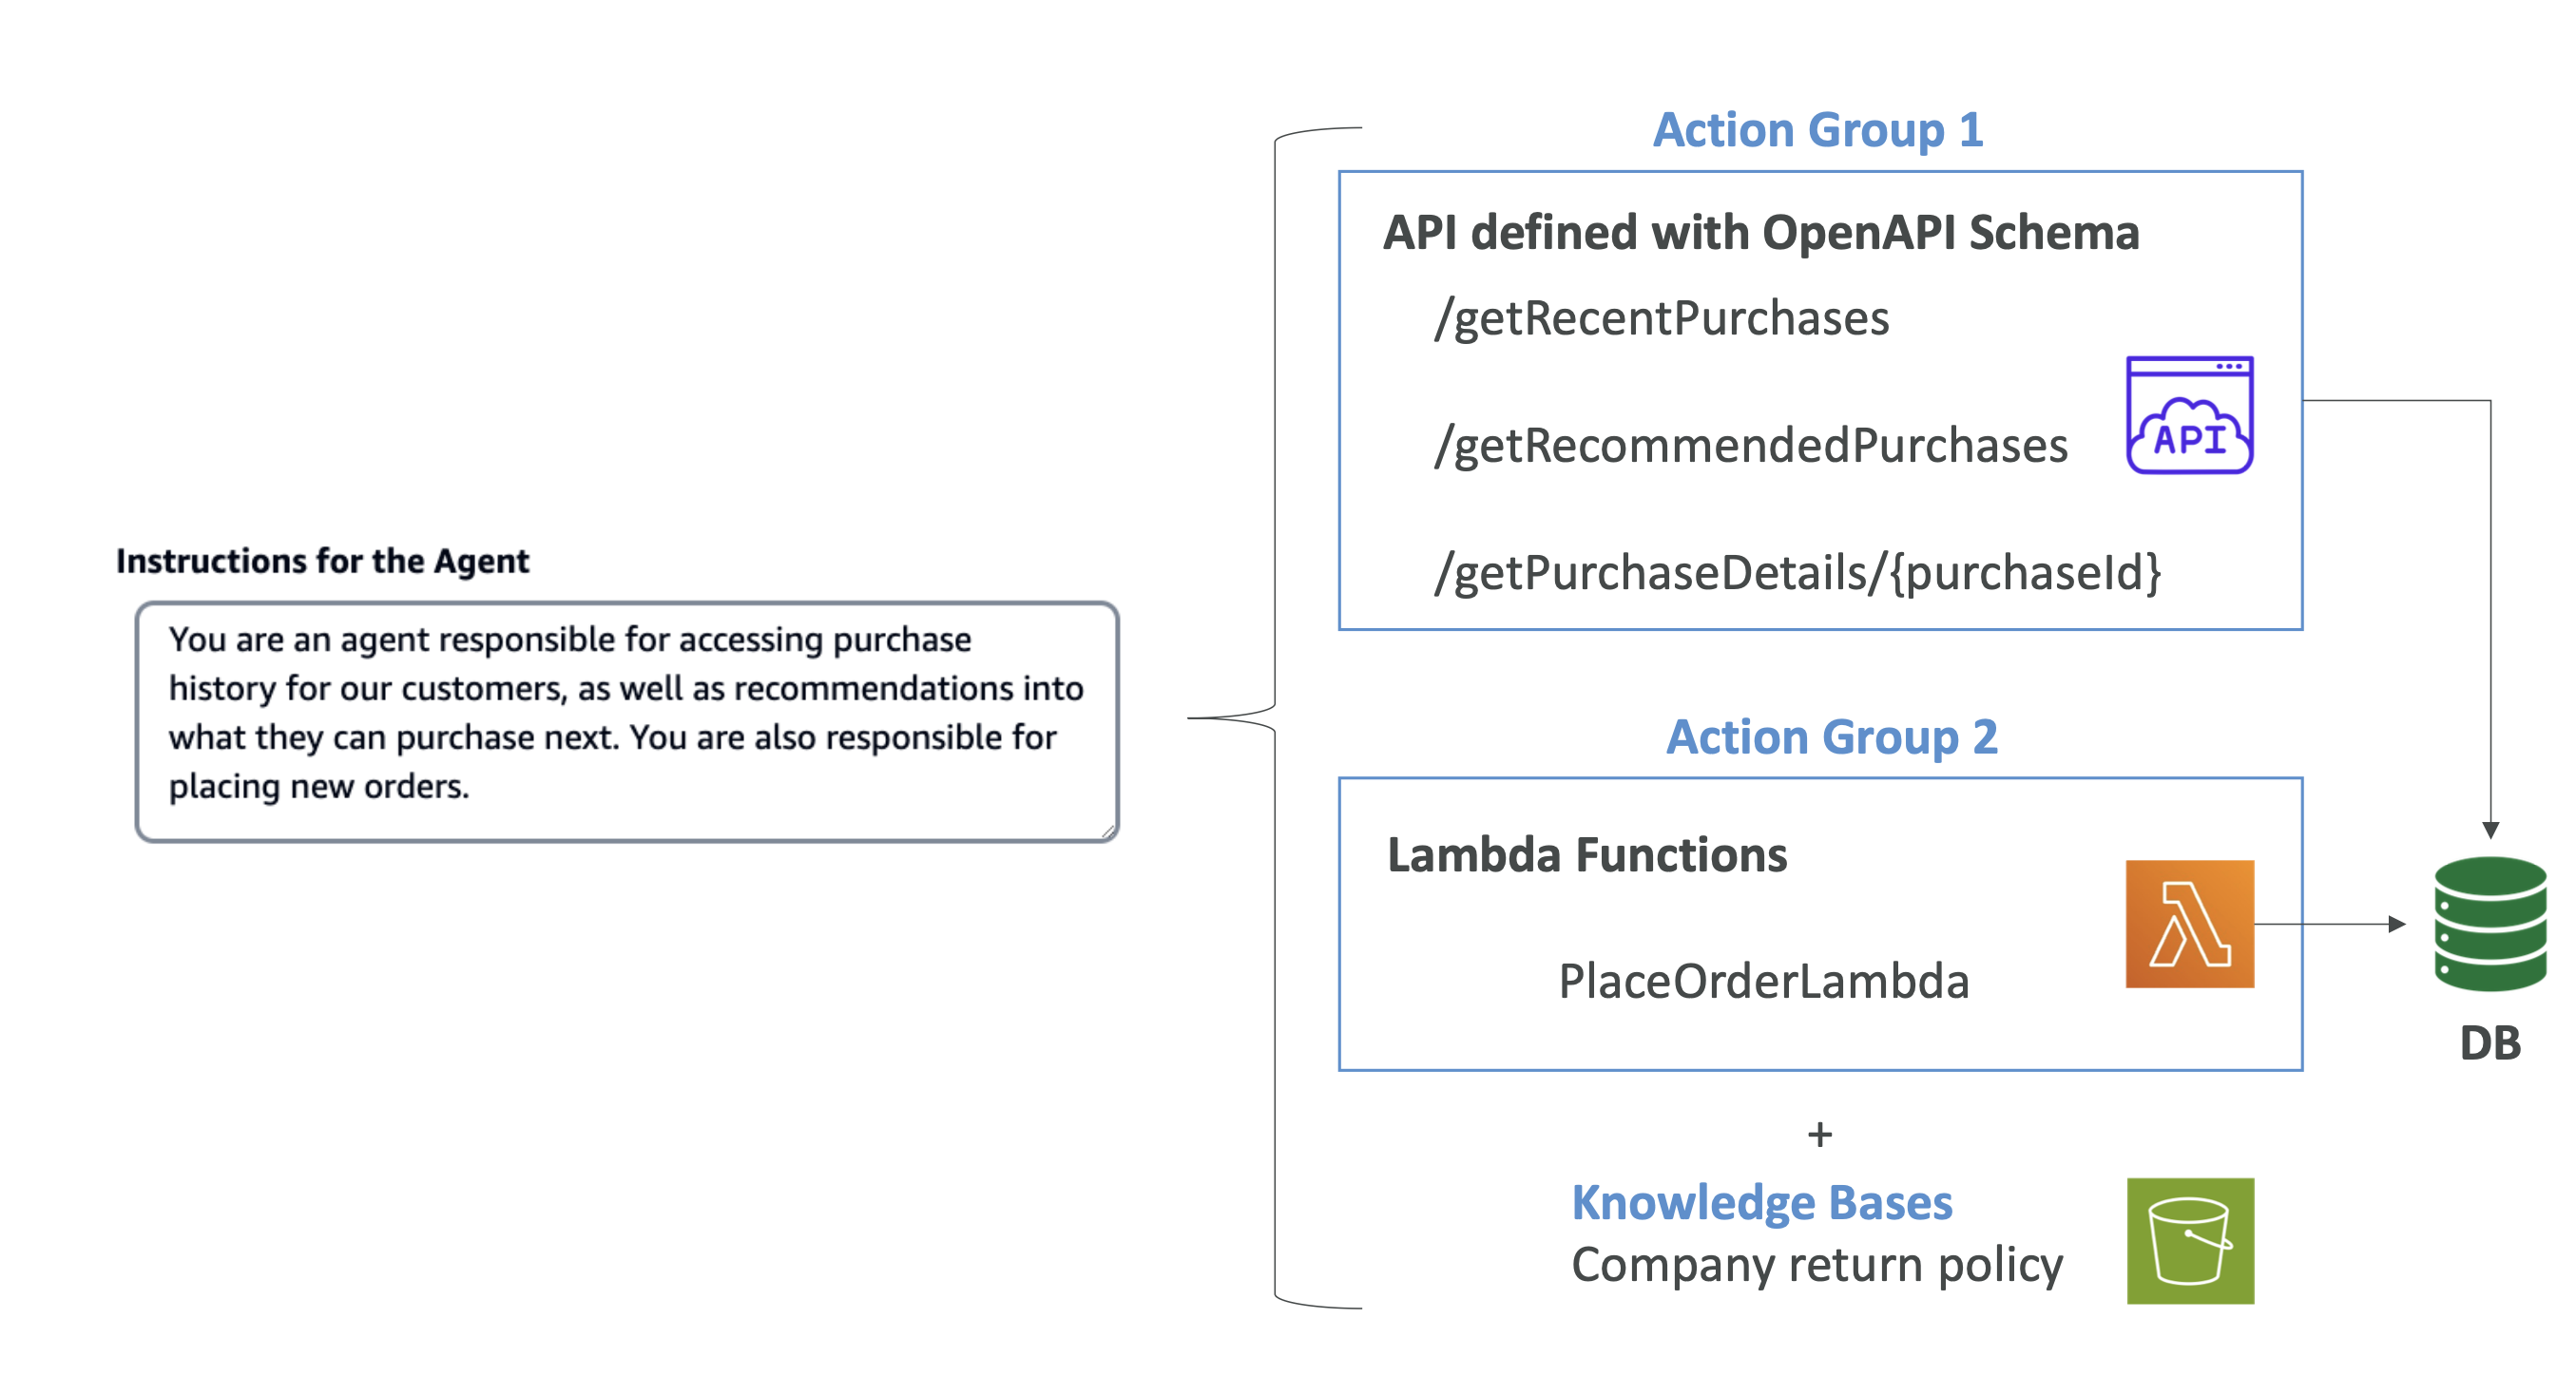 Instructions for the Agent
You are an agent responsible for accessing purchase
history for our customers, as well as recommendations into
what they can purchase next. You are also responsible for
placing new orders.
Action Group 1
API defined with OpenAPI Schema
/getRecentPurchases
/getRecommendedPurchases
API
/getPurchaseDetails/{purchaseId}
Action Group 2
Lambda Functions
PlaceOrderLambda
DB
+
Knowledge Bases
Company return policy